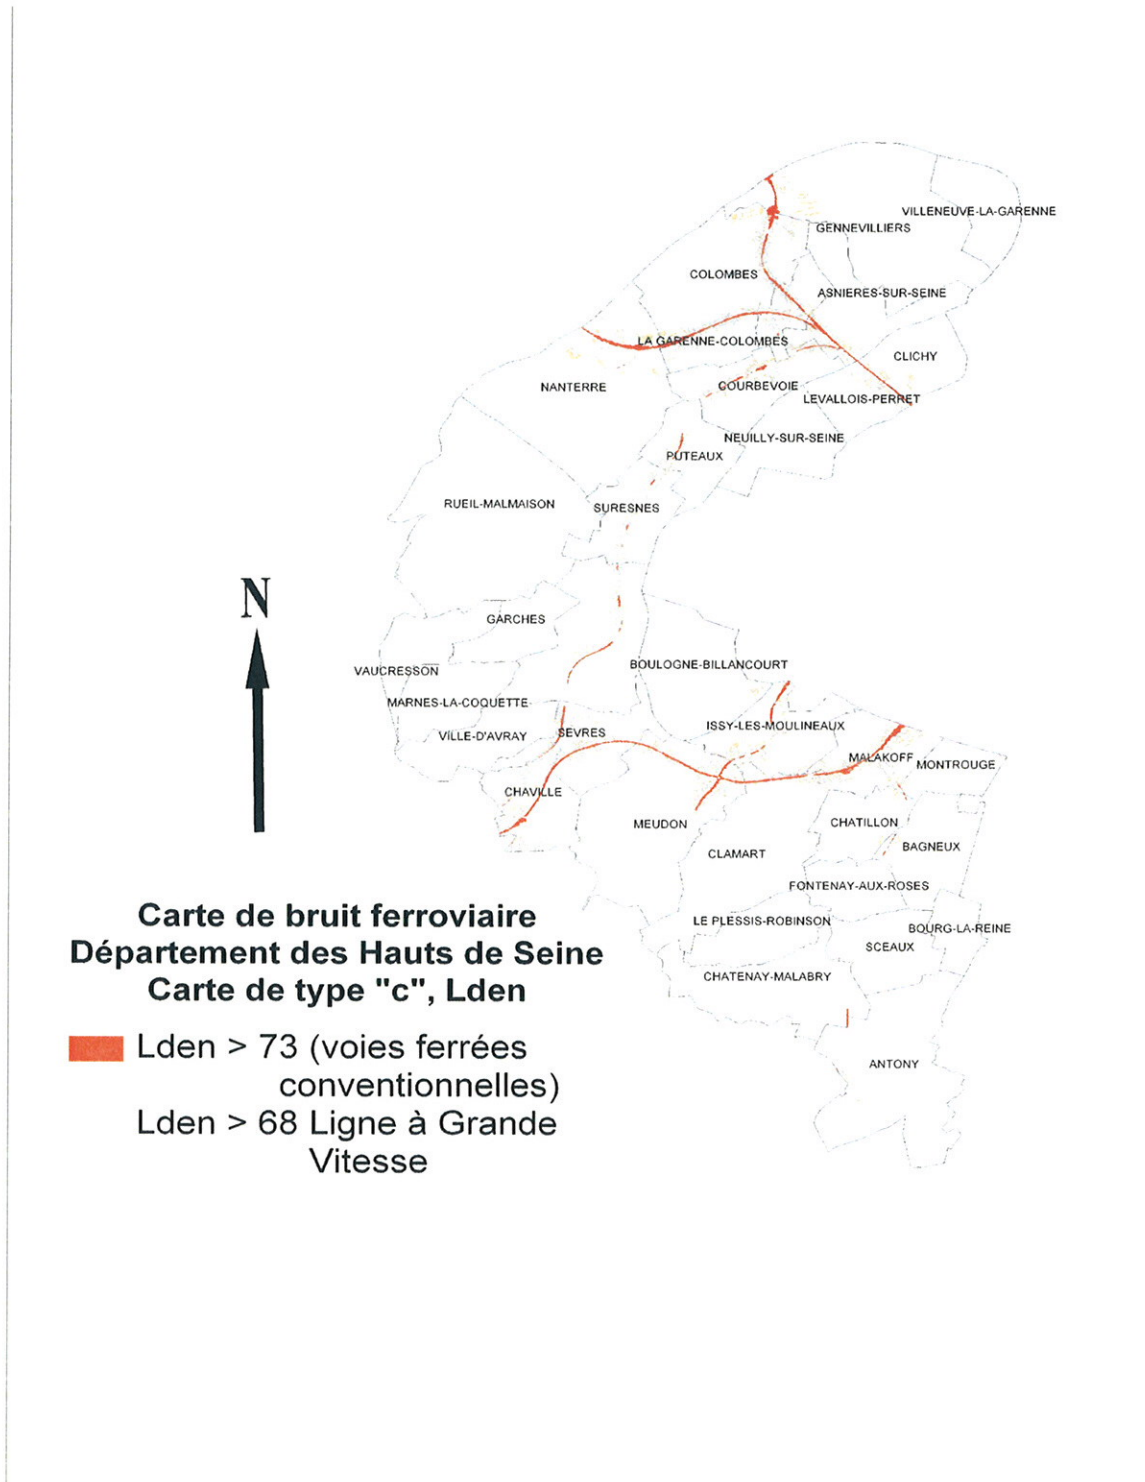 VILLENEUVE-LA-GARENNE
GENNEVILLIERS
COLOMBES
ASNIERES-SUR-SEINE
LA GARENNE-COLOMBES
CLICHY
NANTERRE
COURBEVOIE
LEVALLOIS-PERRET
NEUILLY-SUR-SEINE
PUTEAUX
RUEIL-MALMAISON
SURESNES
N
GARCHES
BOULOGNE-BILLANCOURT
VAUCRESSON
MARNES-LA-COQUETTE
ISSY-LES-MOULINEAUX
VILLE-D'AVRAY
SEVRES
MALAKOFF
MONTROUGE
CHAVILLE
MEUDON
CHATILLON
CLAMART
BAGNEUX
FONTENAY-AUX-ROSES
LE PLESSIS-ROBINSON
BOURG-LA-REINE
SCEAUX
CHATENAY-MALABRY
ANTONY
Carte de bruit ferroviaire
Département des Hauts de Seine
Carte de type "c", Lden
Lden > 73 (voies ferrées
conventionnelles)
Lden > 68 Ligne à Grande
Vitesse